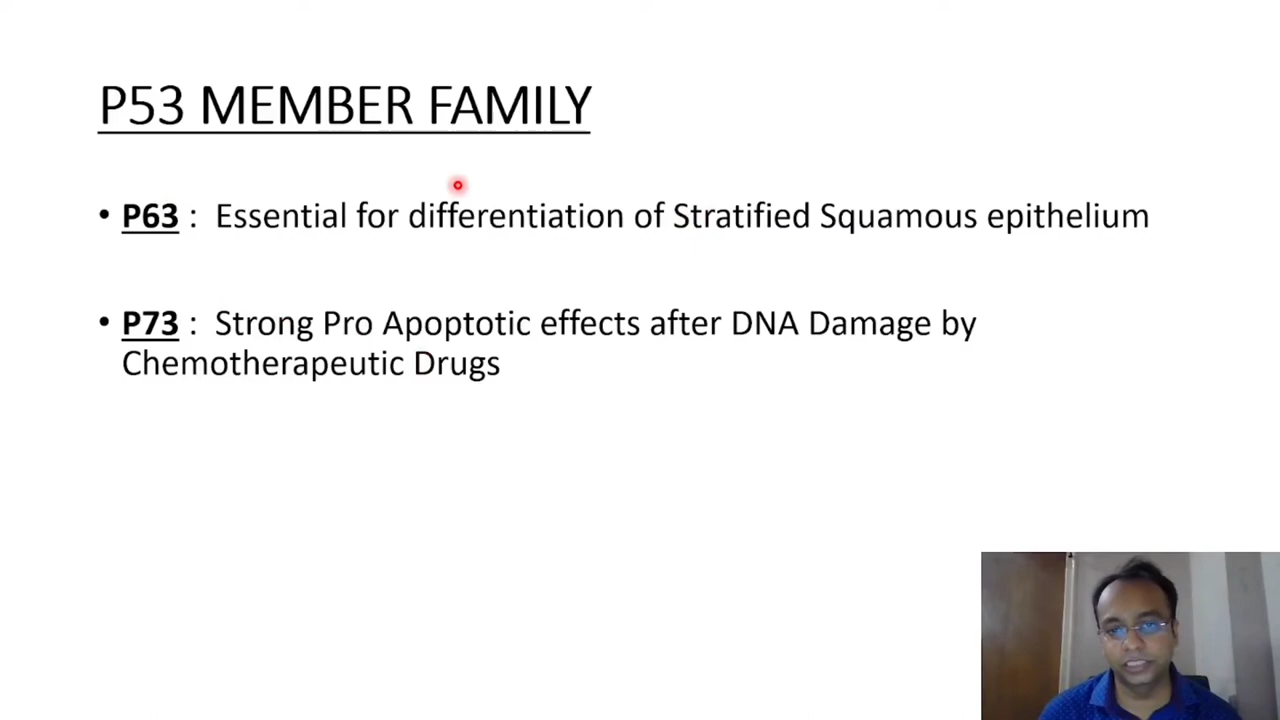 P53 MEMBER FAMILY
• P63 : Essential for differentiation of Stratified Squamous epithelium
• P73 : Strong Pro Apoptotic effects after DNA Damage by
Chemotherapeutic Drugs